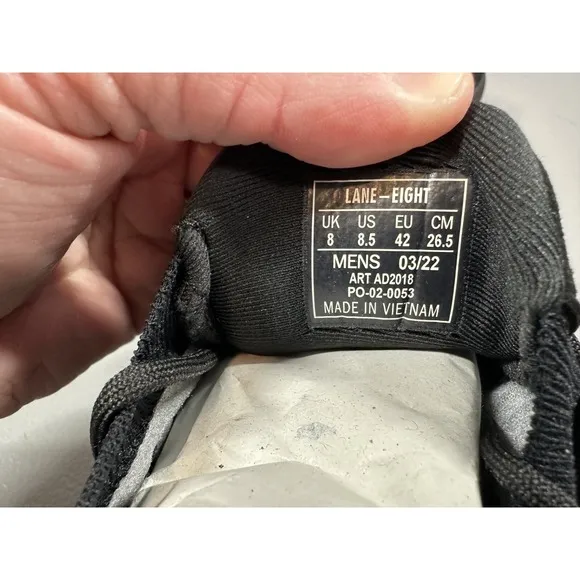 LANE-EIGHT
UK US EU CM
8 8.5 42 26.5
MENS 03/22
ART AD2018
PO-02-0053
MADE IN VIETNAM